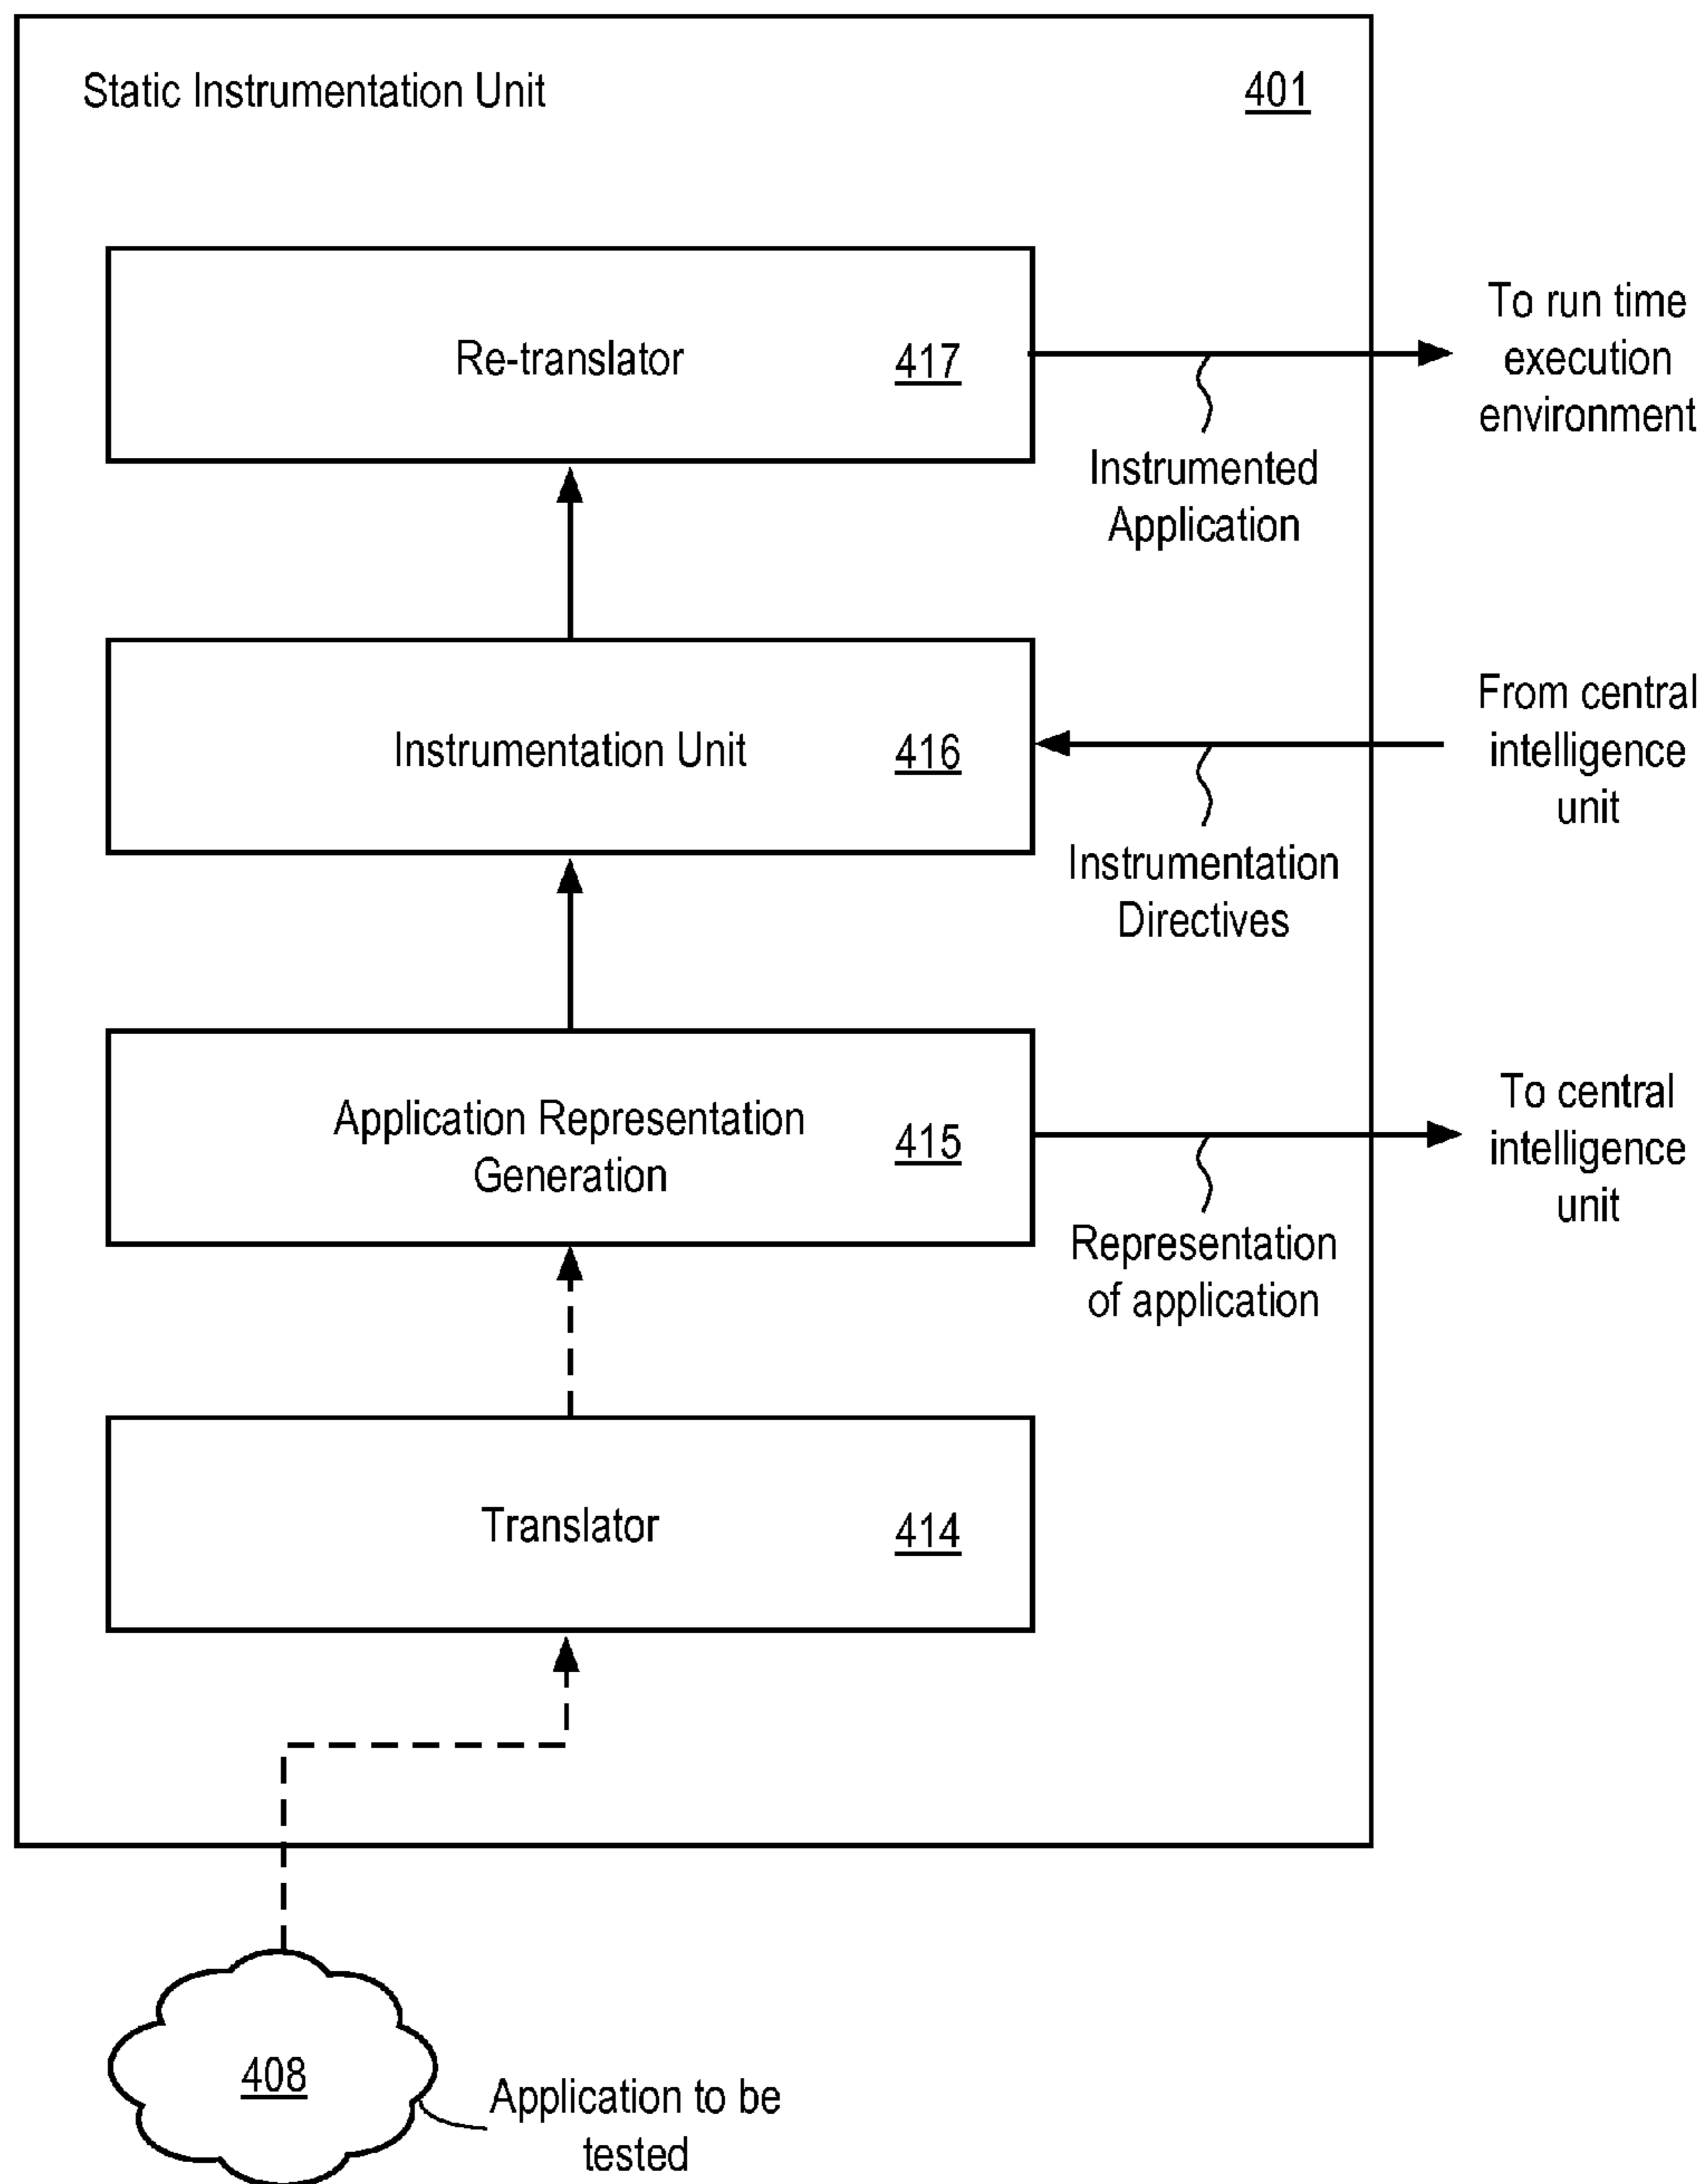 Static Instrumentation Unit 401
Re-translator 417
To run time
execution
environment
Instrumented
Application
Instrumentation Unit 416
From central
intelligence
unit
Instrumentation
Directives
Application Representation
Generation
415
To central
intelligence
unit
Representation
of application
Translator 414
408
Application to be
tested